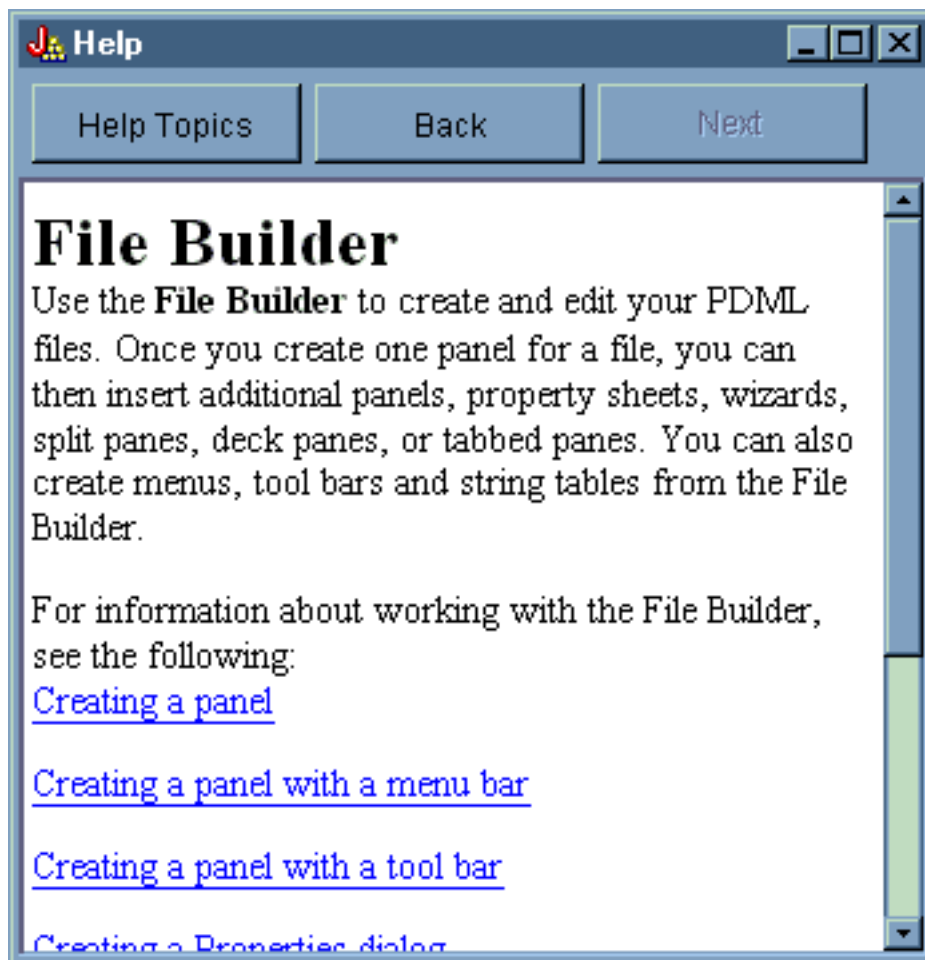 Help
Help Topics Back Next
File Builder
Use the File Builder to create and edit your PDML
files. Once you create one panel for a file, you can
then insert additional panels, property sheets, wizards,
split panes, deck panes, or tabbed panes. You can also
create menus, tool bars and string tables from the File
Builder.
For information about working with the File Builder,
see the following:
Creating a panel
Creating a panel with a menu bar
Creating a panel with a tool bar
Creating a Properties dialog